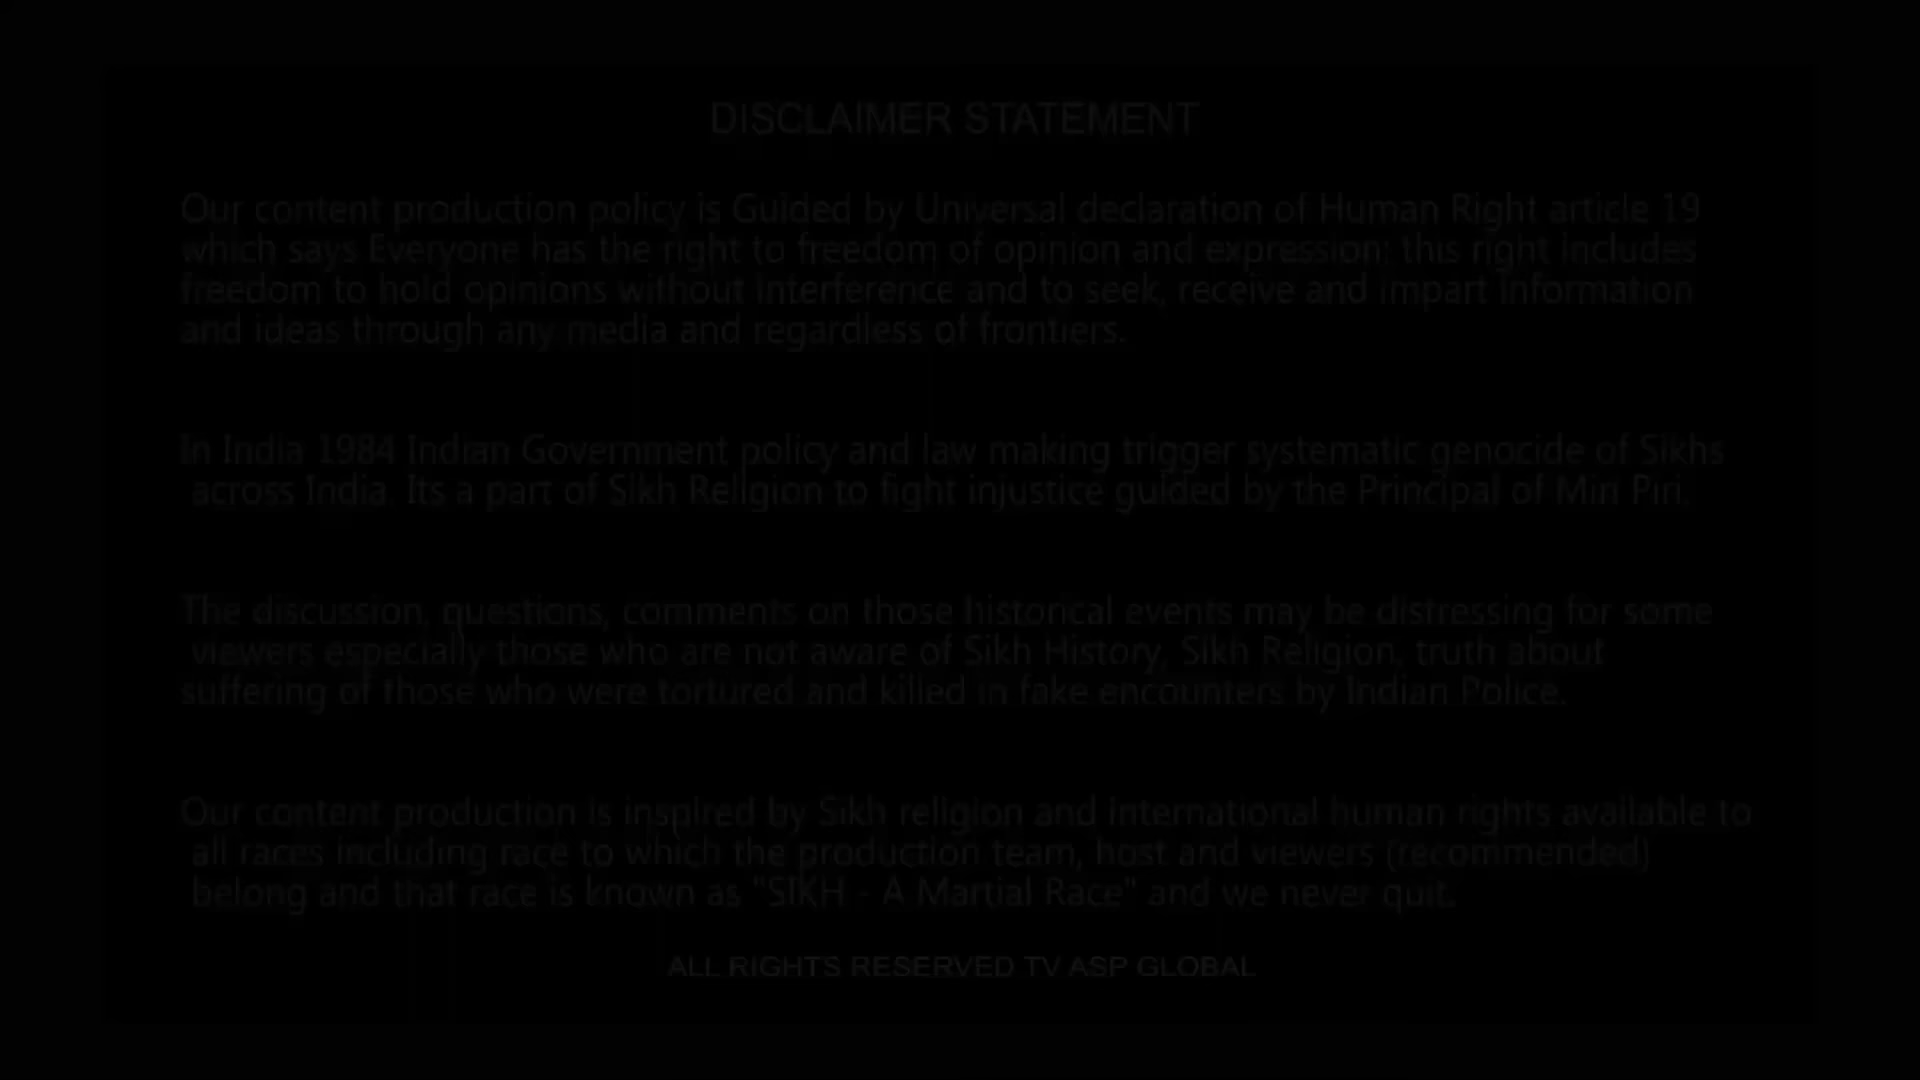 DISCLAIMER STATEMENT
Our content production policy is Guided by Universal declaration of Human Right article 19
which says Everyone has the right to freedom of opinion and expression; this right includes
freedom to hold opinions without interference and to seek, receive and impart information
and ideas through any media and regardless of frontiers.
In India 1984 Indian Government policy and law making trigger systematic genocide of Sikhs
across India. Its a part of Sikh Religion to fight injustice guided by the Principal of Miri Piri.
The discussion, questions, comments on those historical events may be distressing for some
viewers especially those who are not aware of Sikh History, Sikh Religion, truth about
suffering of those who were tortured and killed in fake encounters by Indian Police.
Our content production is inspired by Sikh religion and international human rights available to
all races including race to which the production team, host and viewers (recommended)
belong and that race is known as "SIKH - A Martial Race" and we never quit.
ALL RIGHTS RESERVED TV ASP GLOBAL